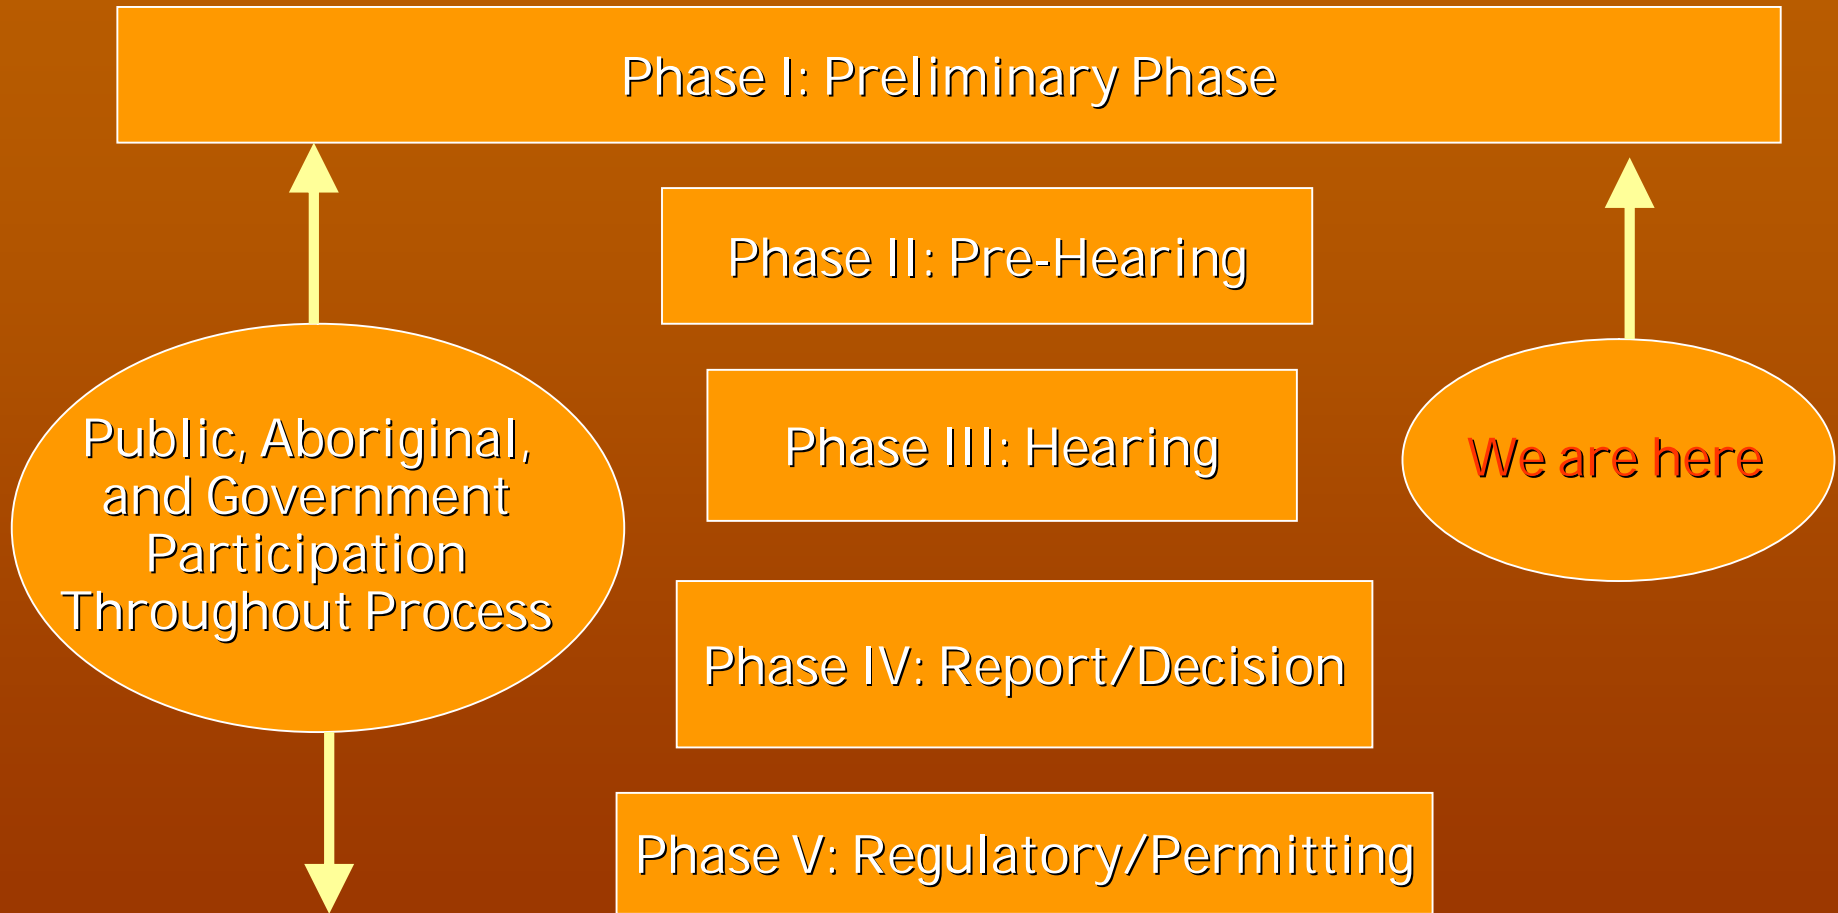 Phase I: Preliminary Phase
Phase II: Pre-Hearing
Public, Aboriginal,
and Government
Participation
Throughout Process
Phase III: Hearing
We are here
Phase IV: Report/Decision
Phase V: Regulatory/Permitting